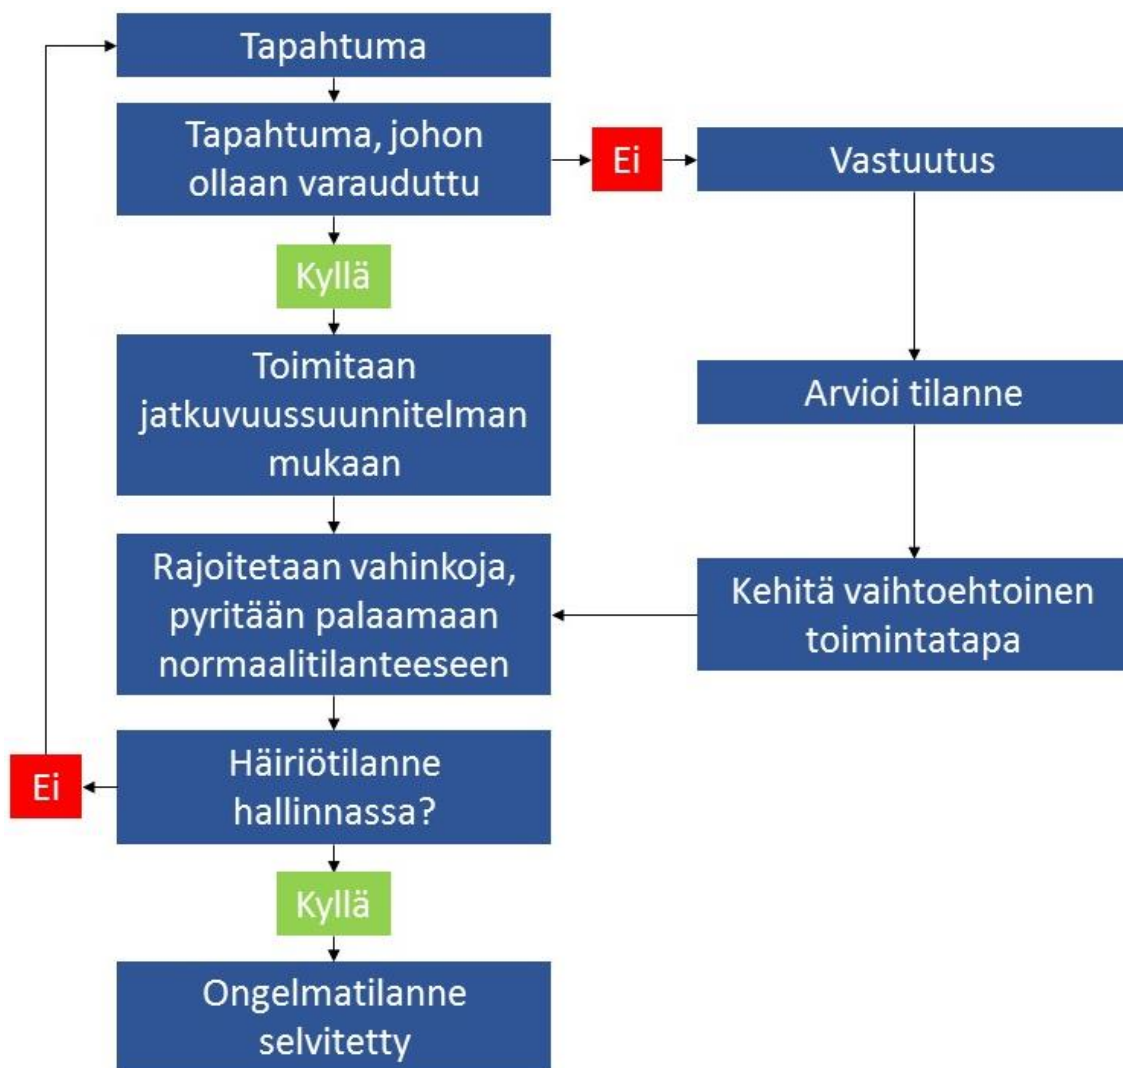 Tapahtuma
Tapahtuma, johon
ollaan varauduttu
Ei
Vastuutus
Kyllä
Toimitaan
jatkuvuussuunnitelman
mukaan
Arvioi tilanne
Rajoitetaan vahinkoja,
pyritään palaamaan
normaalitilanteeseen
Kehitä vaihtoehtoinen
toimintatapa
Häiriötilanne
hallinnassa?
Ei
Kyllä
Ongelmatilanne
selvitetty